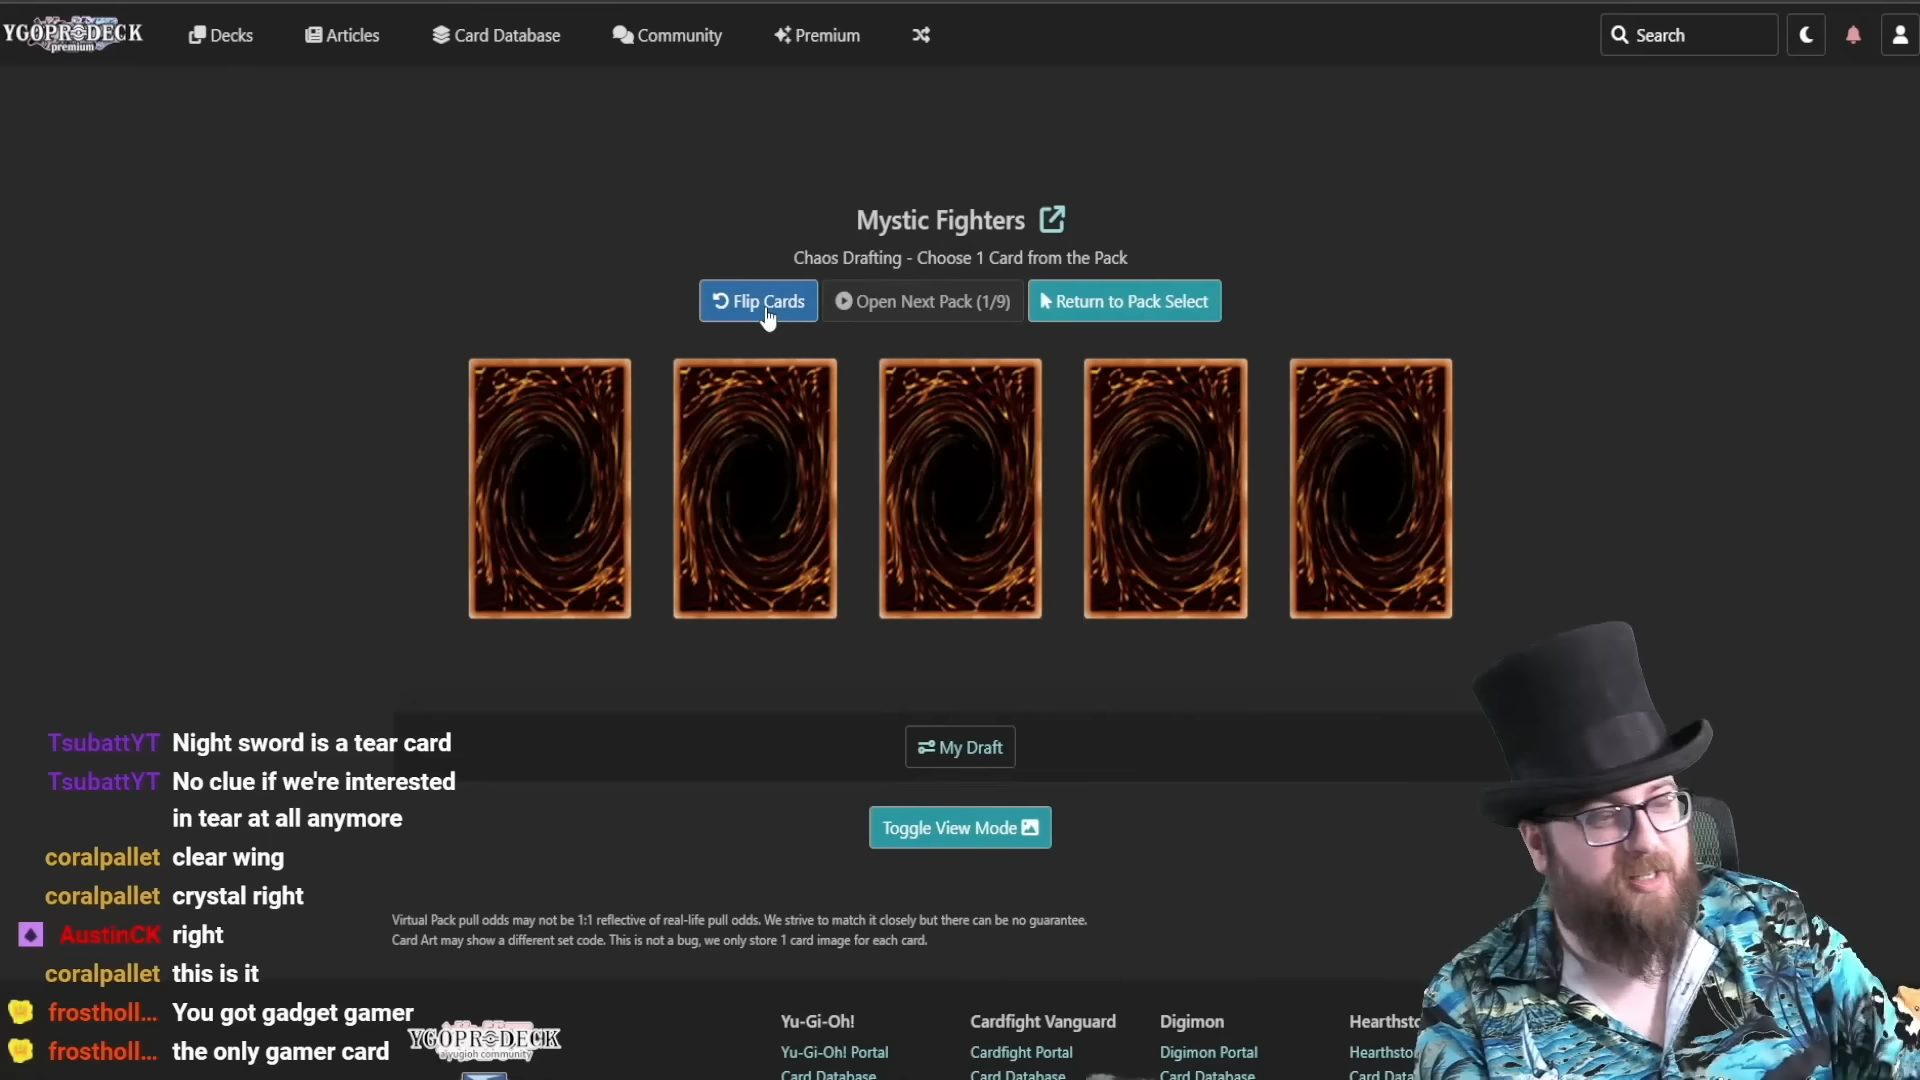 YGOPRODECK
premium
Decks
Articles
Card Database
Community
Premium
Search
Mystic Fighters
Chaos Drafting - Choose 1 Card from the Pack
Flip Cards
Open Next Pack (1/9)
Return to Pack Select
My Draft
Toggle View Mode
TsubattYT Night sword is a tear card
TsubattYT No clue if we're interested
in tear at all anymore
coralpallet clear wing
coralpallet crystal right
AustinCK right
coralpallet this is it
frostholl... You got gadget gamer
frostholl... the only gamer card
Virtual Pack pull odds may not be 1:1 reflective of real-life pull odds. We strive to match it closely but there can be no guarantee.
Card Art may show a different set code. This is not a bug, we only store 1 card image for each card.
YGOPRODECK
a yugioh community
Yu-Gi-Oh!
Yu-Gi-Oh! Portal
Card Database
Cardfight Vanguard
Cardfight Portal
Card Database
Digimon
Digimon Portal
Card Database
Hearthsto
Hearthsto
Card Data